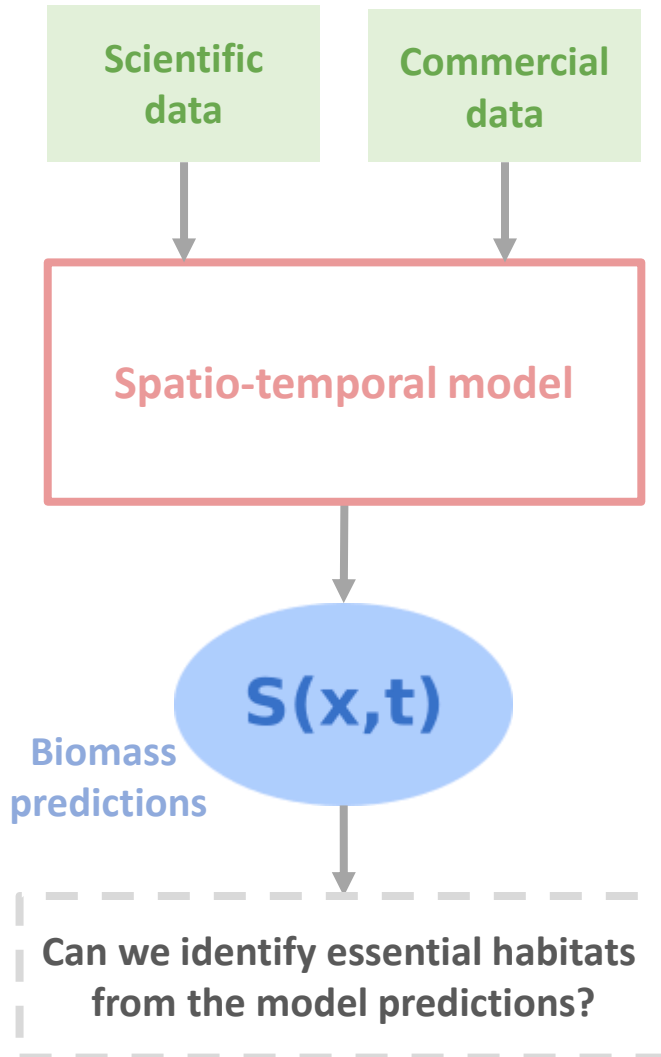 Scientific
data
Commercial
data
Spatio-temporal model
S(x,t)
Biomass
predictions
Can we identify essential habitats
from the model predictions?